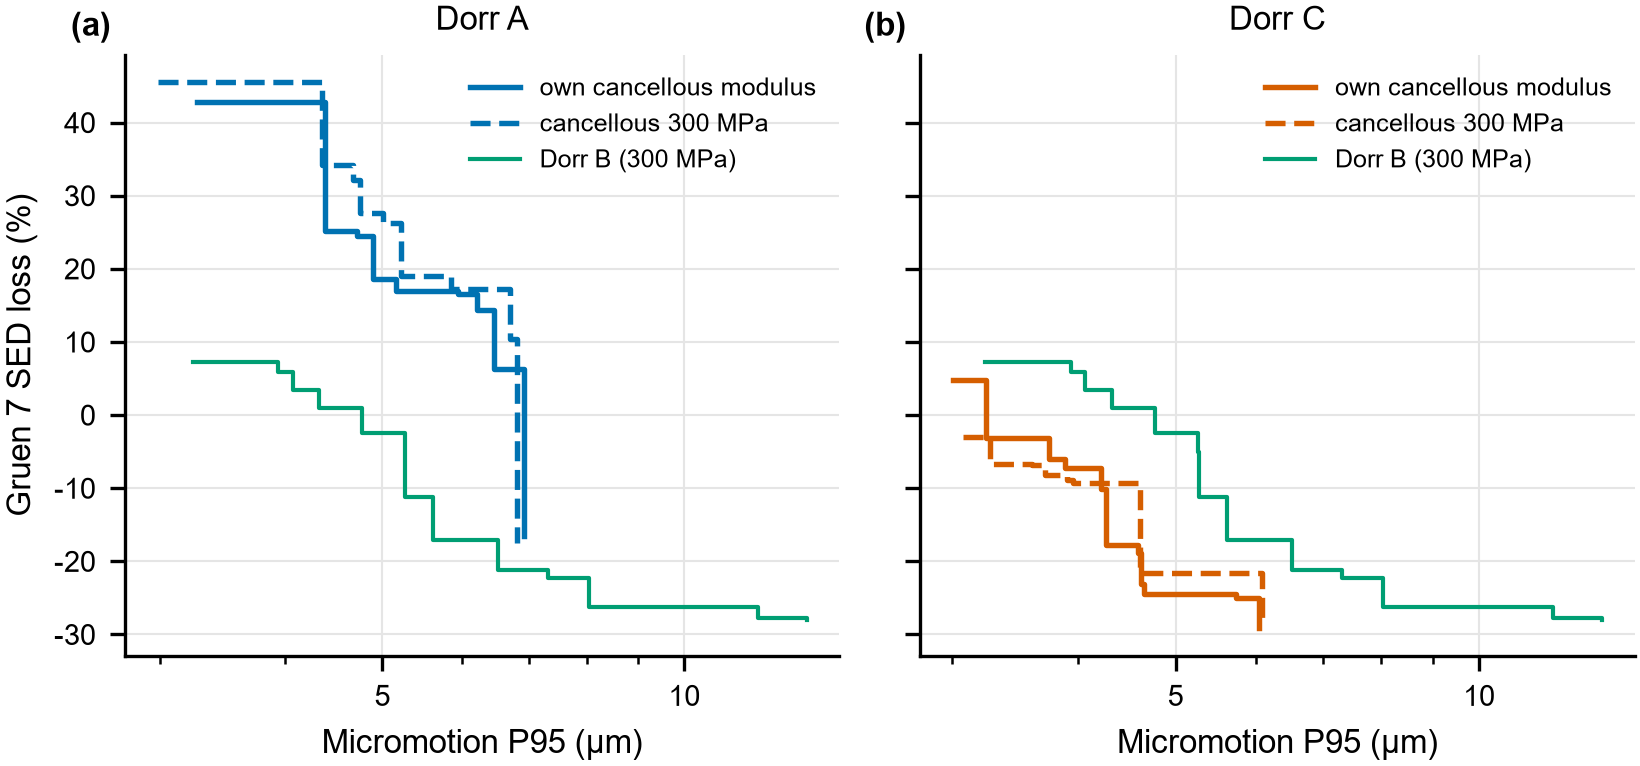 (a)
Dorr A
own cancellous modulus
cancellous 300 MPa
Dorr B (300 MPa)
Gruen 7 SED loss (%)
40
30
20
10
0
-10
-20
-30
5
10
Micromotion P95 (µm)
(b)
Dorr C
own cancellous modulus
cancellous 300 MPa
Dorr B (300 MPa)
5
10
Micromotion P95 (µm)